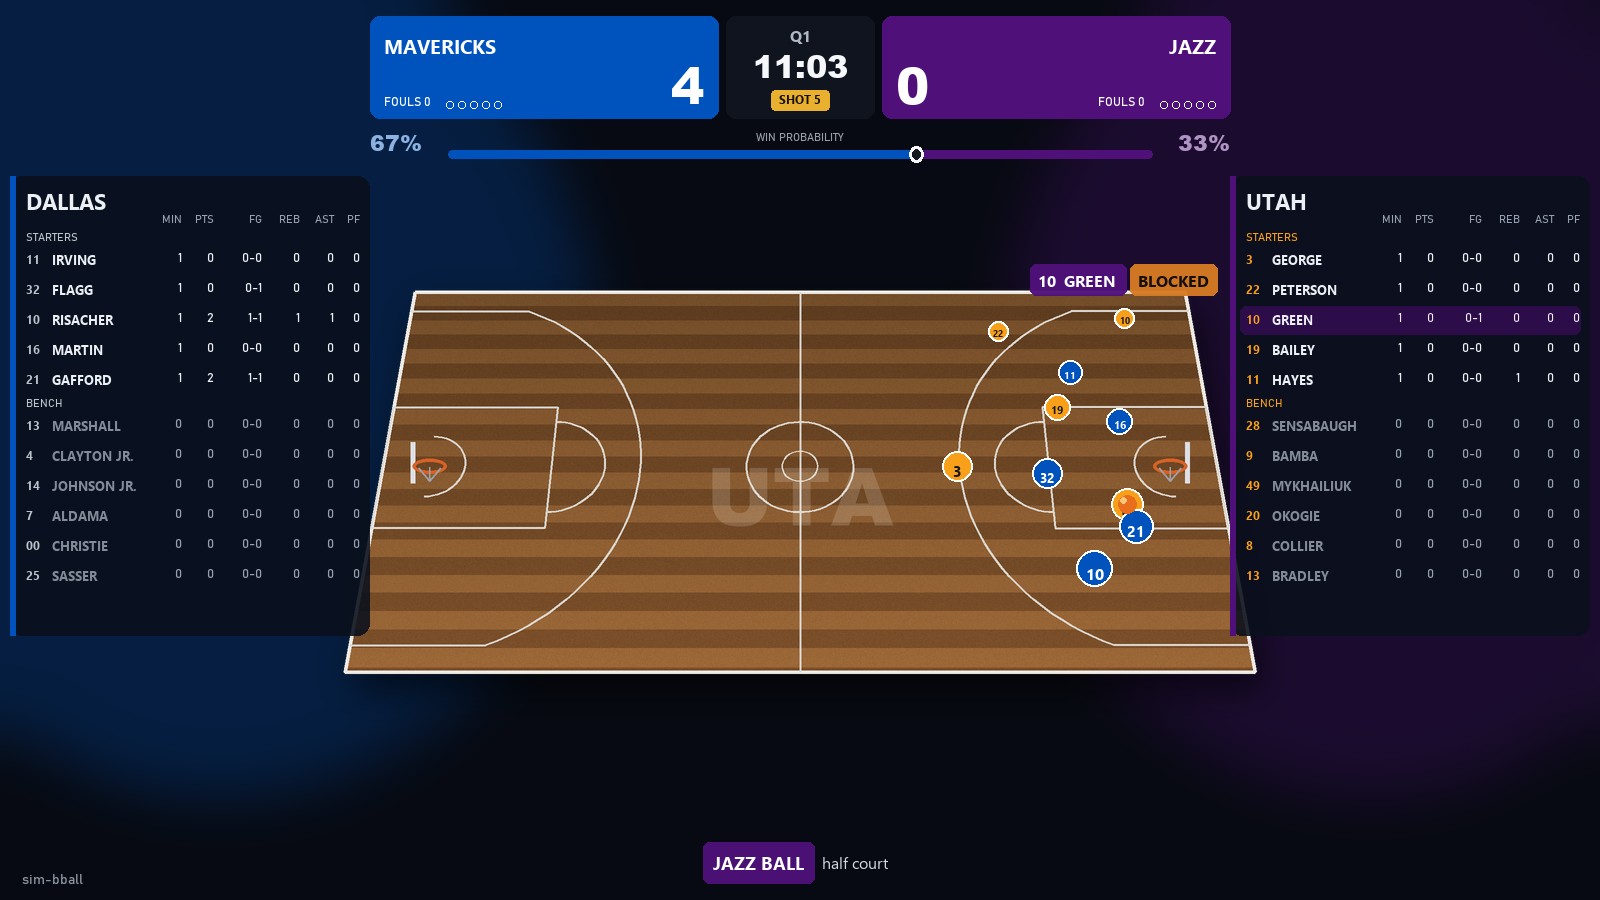 MAVERICKS
4
FOULS 0
Q1
11:03
SHOT 5
JAZZ
0
FOULS 0
67%
WIN PROBABILITY
33%
DALLAS
MIN PTS FG REB AST PF
STARTERS
11 IRVING 1 0 0-0 0 0 0
32 FLAGG 1 0 0-1 0 0 0
10 RISACHER 1 2 1-1 1 1 0
16 MARTIN 1 0 0-0 0 0 0
21 GAFFORD 1 2 1-1 0 0 0
BENCH
13 MARSHALL 0 0 0-0 0 0 0
4 CLAYTON JR. 0 0 0-0 0 0 0
14 JOHNSON JR. 0 0 0-0 0 0 0
7 ALDAMA 0 0 0-0 0 0 0
00 CHRISTIE 0 0 0-0 0 0 0
25 SASSER 0 0 0-0 0 0 0
UTAH
MIN PTS FG REB AST PF
STARTERS
3 GEORGE 1 0 0-0 0 0 0
22 PETERSON 1 0 0-0 0 0 0
10 GREEN 1 0 0-1 0 0 0
19 BAILEY 1 0 0-0 0 0 0
11 HAYES 1 0 0-0 1 0 0
BENCH
28 SENSABAUGH 0 0 0-0 0 0 0
9 BAMBA 0 0 0-0 0 0 0
49 MYKHAILIUK 0 0 0-0 0 0 0
20 OKOGIE 0 0 0-0 0 0 0
8 COLLIER 0 0 0-0 0 0 0
13 BRADLEY 0 0 0-0 0 0 0
10 GREEN BLOCKED
10
22
11
19
16
3
32
UTA
21
10
JAZZ BALL half court
sim-bball